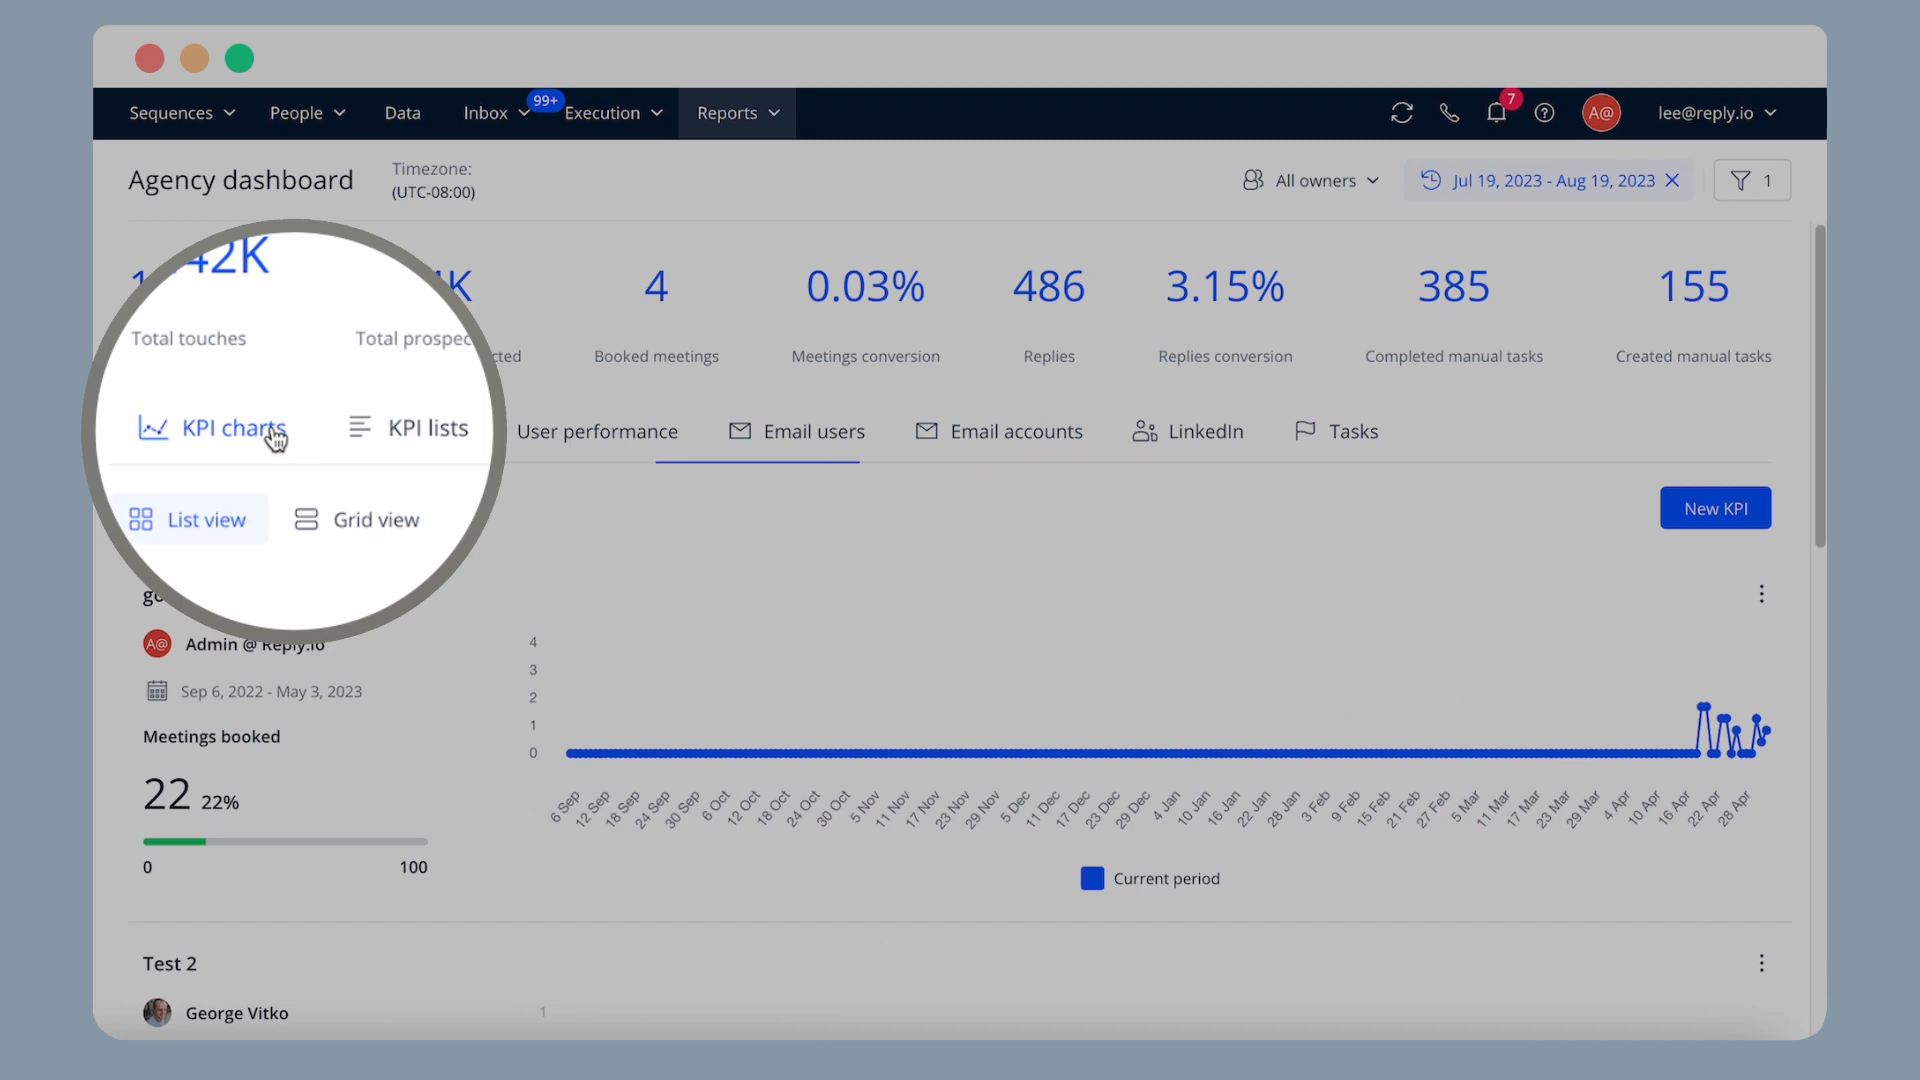 Sequences People Data Inbox 99+ Execution Reports 7 A@ lee@reply.io
Agency dashboard
Timezone:
(UTC-08:00)
All owners Jul 19, 2023 - Aug 19, 2023 1
42K K 4 0.03% 486 3.15% 385 155
Total touches Total prospec cted Booked meetings Meetings conversion Replies Replies conversion Completed manual tasks Created manual tasks
KPI charts KPI lists User performance Email users Email accounts LinkedIn Tasks
List view Grid view New KPI
A@ Admin @ Reply.io
Sep 6, 2022 - May 3, 2023
Meetings booked
22 22%
0 100
4
3
2
1
0
6 Sep 12 Sep 18 Sep 24 Sep 30 Sep 6 Oct 12 Oct 18 Oct 24 Oct 30 Oct 5 Nov 11 Nov 17 Nov 23 Nov 29 Nov 5 Dec 11 Dec 17 Dec 23 Dec 29 Dec 4 Jan 10 Jan 16 Jan 22 Jan 28 Jan 3 Feb 9 Feb 15 Feb 21 Feb 27 Feb 5 Mar 11 Mar 17 Mar 23 Mar 29 Mar 4 Apr 10 Apr 16 Apr 22 Apr 28 Apr
Current period
Test 2
George Vitko 1